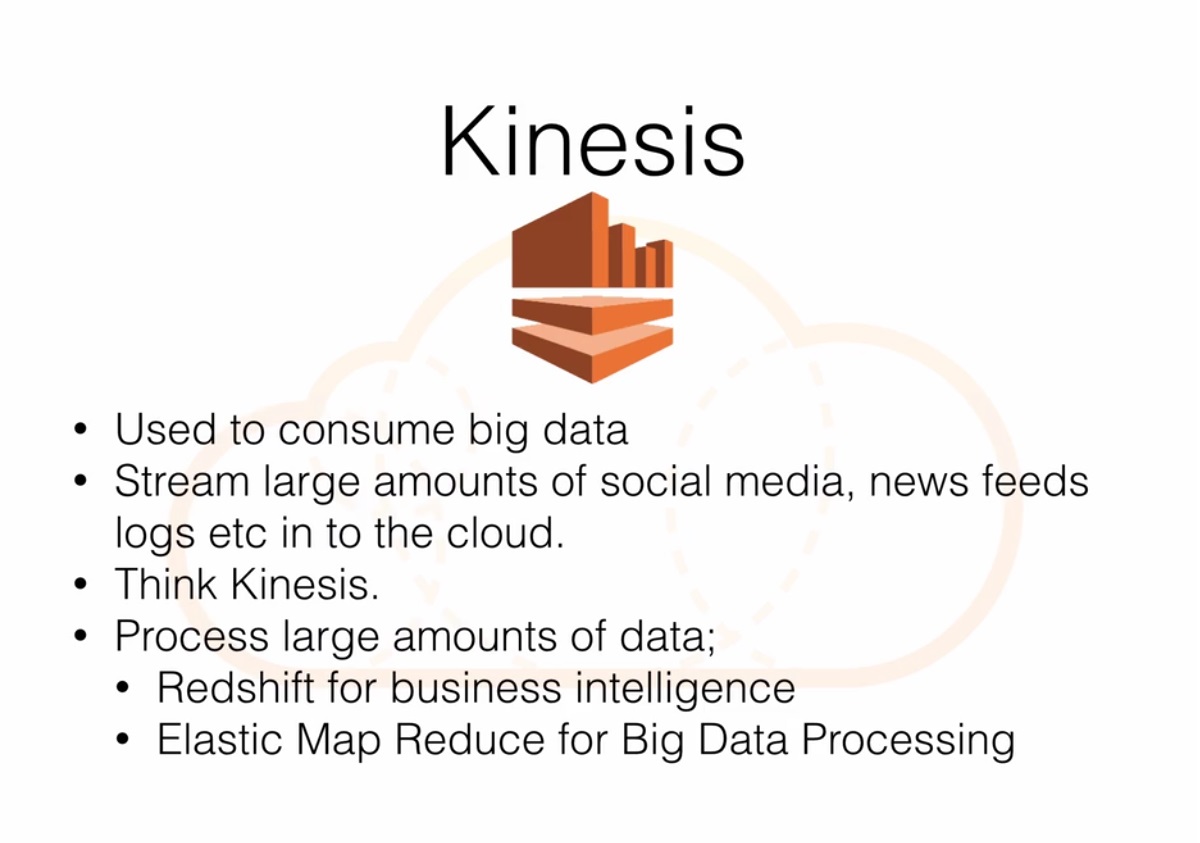 Kinesis
• Used to consume big data
• Stream large amounts of social media, news feeds
logs etc in to the cloud.
• Think Kinesis.
• Process large amounts of data;
• Redshift for business intelligence
• Elastic Map Reduce for Big Data Processing